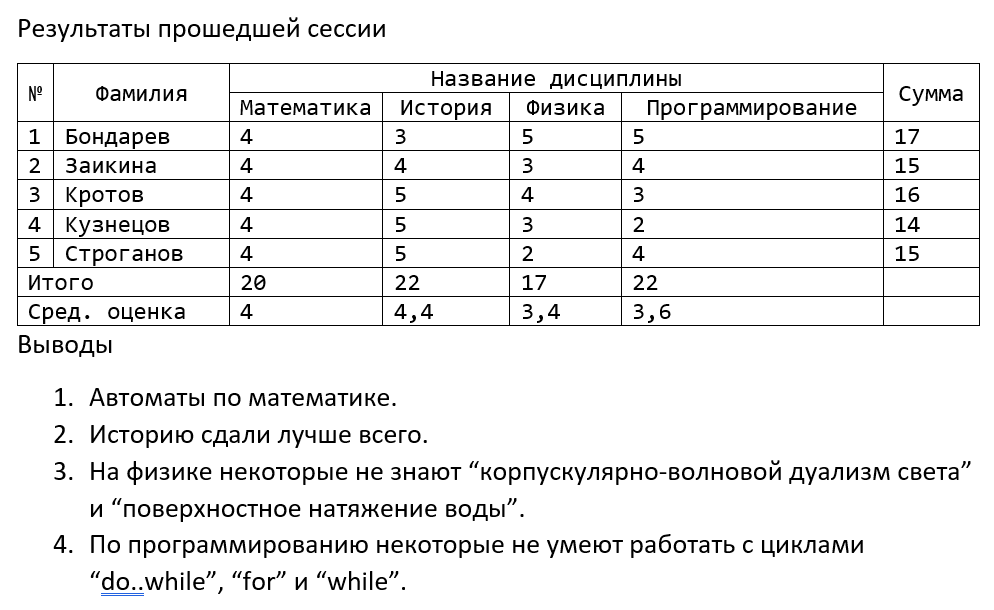 Результаты прошедшей сессии
№ Фамилия Название дисциплины Сумма
Математика История Физика Программирование
1 Бондарев 4 3 5 5 17
2 Заикина 4 4 3 4 15
3 Кротов 4 5 4 3 16
4 Кузнецов 4 5 3 2 14
5 Строганов 4 5 2 4 15
Итого 20 22 17 22
Сред. оценка 4 4,4 3,4 3,6
Выводы
1. Автоматы по математике.
2. Историю сдали лучше всего.
3. На физике некоторые не знают “корпускулярно-волновой дуализм света”
и “поверхностное натяжение воды”.
4. По программированию некоторые не умеют работать с циклами
“do..while”, “for” и “while”.